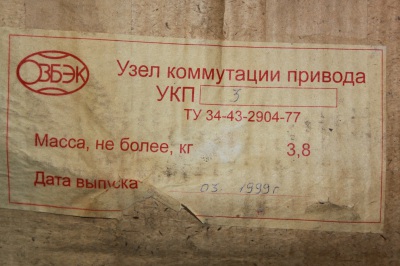 ОЗБЭК
Узел коммутации привода
УКП 3
ТУ 34-43-2904-77
Масса, не более, кг 3,8
Дата выпуска 03 1999г